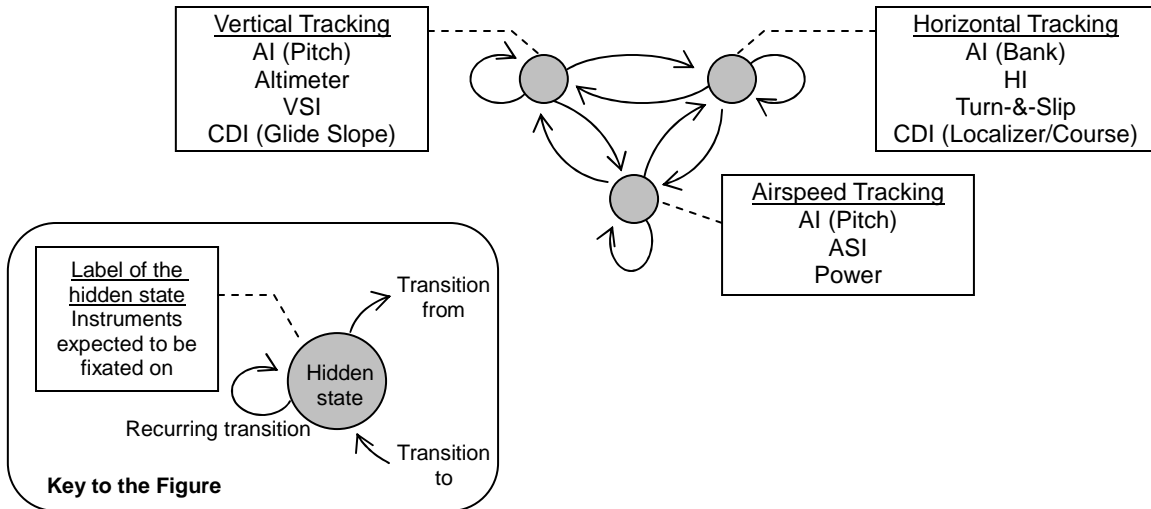 Vertical Tracking
AI (Pitch)
Altimeter
VSI
CDI (Glide Slope)
Horizontal Tracking
AI (Bank)
HI
Turn-&-Slip
CDI (Localizer/Course)
Airspeed Tracking
AI (Pitch)
ASI
Power
Label of the
hidden state
Instruments
expected to be
fixated on
Transition
from
Hidden
state
Recurring transition
Transition
to
Key to the Figure